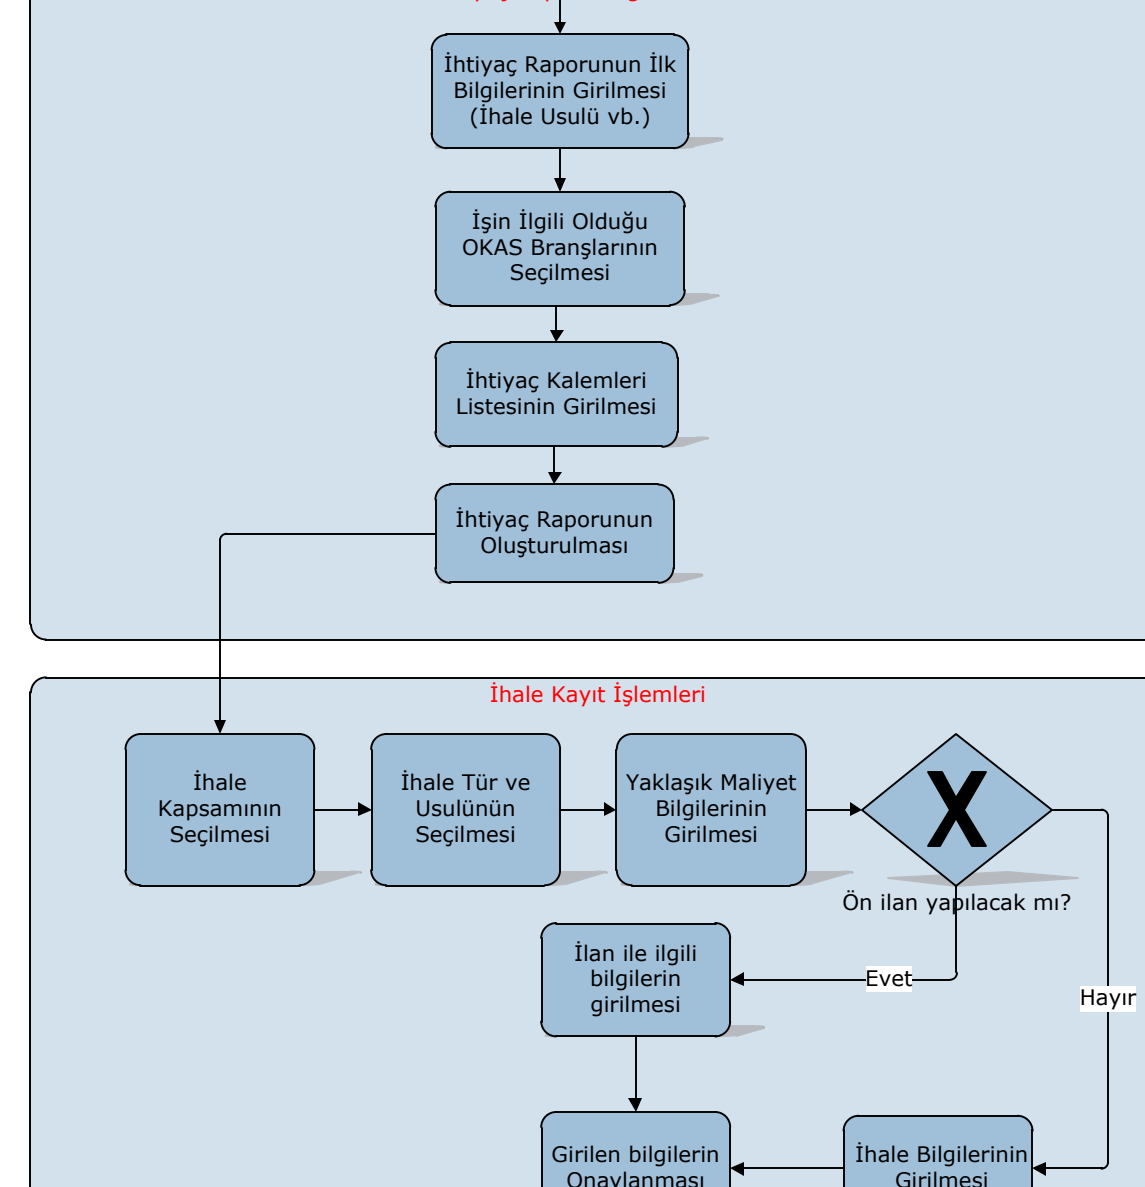 İhtiyaç Raporunun İlk
Bilgilerinin Girilmesi
(İhale Usulü vb.)
İşin İlgili Olduğu
OKAS Branşlarının
Seçilmesi
İhtiyaç Kalemleri
Listesinin Girilmesi
İhtiyaç Raporunun
Oluşturulması
İhale Kayıt İşlemleri
İhale
Kapsamının
Seçilmesi
İhale Tür ve
Usulünün
Seçilmesi
Yaklaşık Maliyet
Bilgilerinin
Girilmesi
X
Ön ilan yapılacak mı?
İlan ile ilgili
bilgilerin
girilmesi
Evet
Hayır
Girilen bilgilerin
Onaylanması
İhale Bilgilerinin
Girilmesi